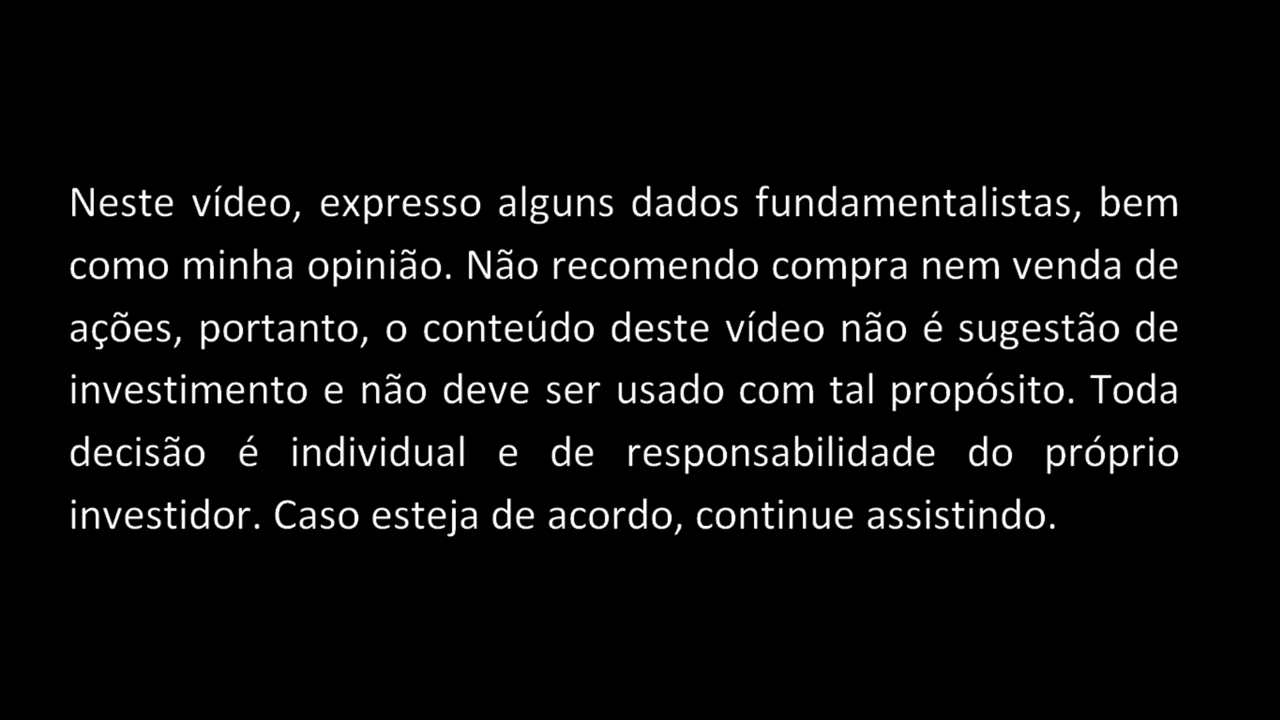 Neste vídeo, expresso alguns dados fundamentalistas, bem
como minha opinião. Não recomendo compra nem venda de
ações, portanto, o conteúdo deste vídeo não é sugestão de
investimento e não deve ser usado com tal propósito. Toda
decisão é individual e de responsabilidade do próprio
investidor. Caso esteja de acordo, continue assistindo.